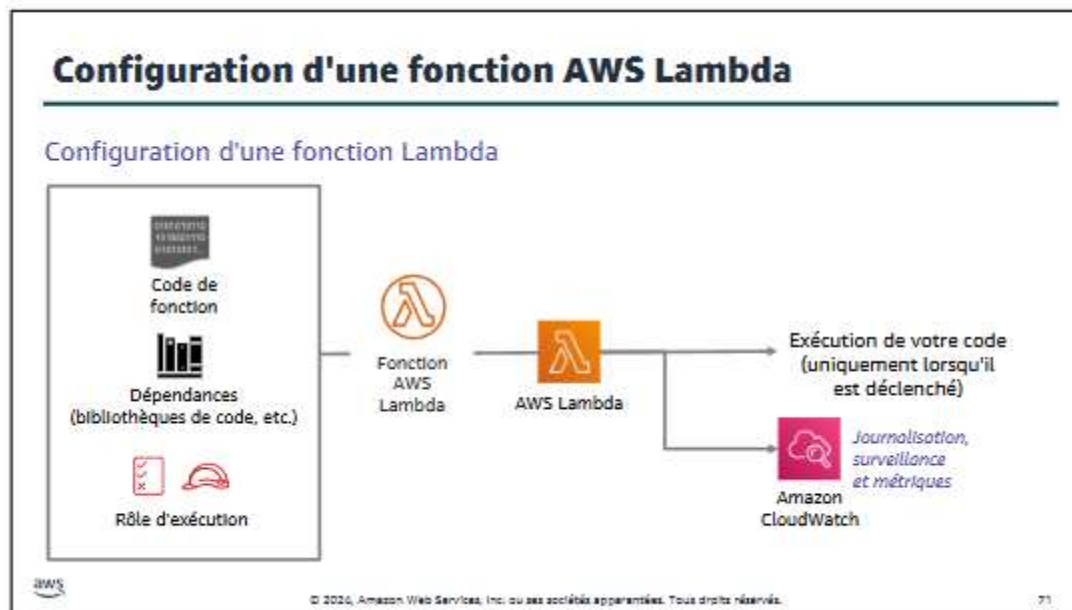 Configuration d'une fonction AWS Lambda
Configuration d'une fonction Lambda
Code de
fonction
Dépendances
(bibliothèques de code, etc.)
Rôle d'exécution
Fonction
AWS
Lambda
AWS Lambda
Exécution de votre code
(uniquement lorsqu'il
est déclenché)
Journalisation,
surveillance
et métriques
Amazon
CloudWatch
aws
© 2024, Amazon Web Services, Inc. ou ses sociétés apparentées. Tous droits réservés.
71